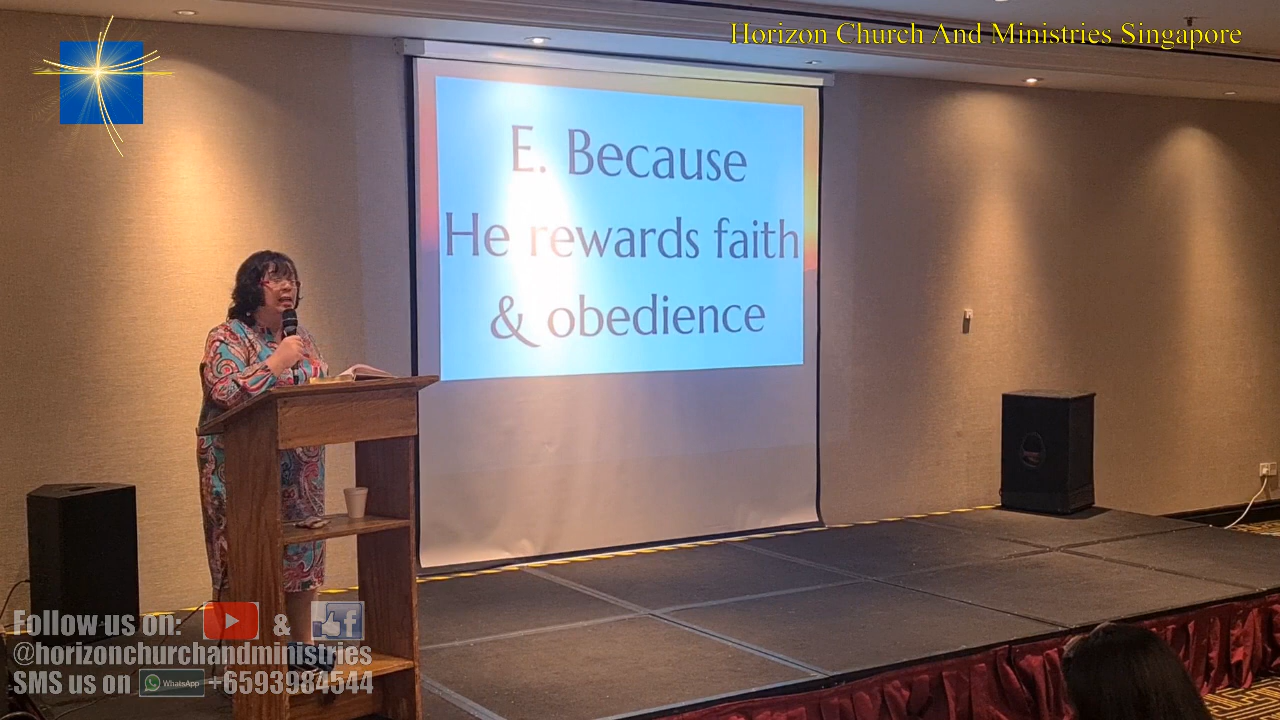 Horizon Church And Ministries Singapore
E. Because
He rewards faith
& obedience
Follow us on: &
@horizonchurchandministries
SMS us on WhatsApp +6593984544